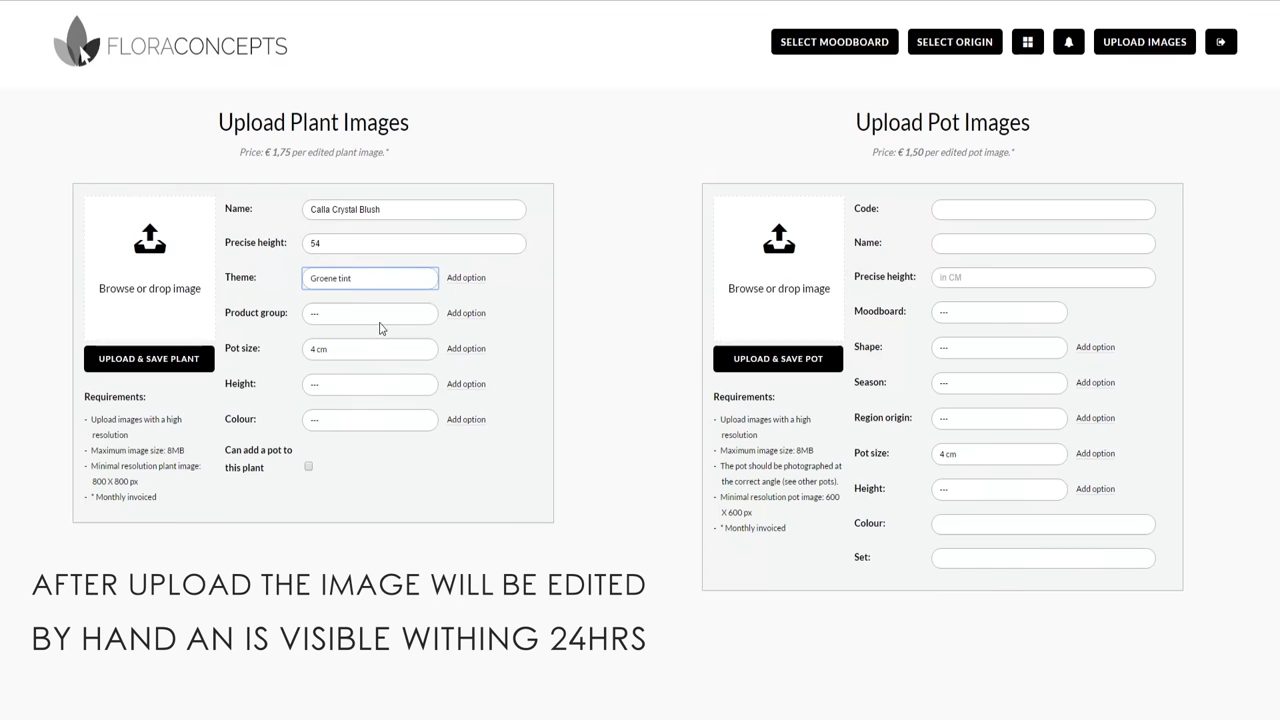 FLORACONCEPTS
SELECT MOODBOARD
SELECT ORIGIN
UPLOAD IMAGES
Upload Plant Images
Price: € 1,75 per edited plant image.*
Browse or drop image
UPLOAD & SAVE PLANT
Requirements:
- Upload images with a high
resolution
- Maximum image size: 8MB
- Minimal resolution plant image:
800 X 800 px
- * Monthly invoiced
Name: Calla Crystal Blush
Precise height: 54
Theme: Groene tint Add option
Product group: --- Add option
Pot size: 4 cm Add option
Height: --- Add option
Colour: --- Add option
Can add a pot to
this plant
Upload Pot Images
Price: € 1,50 per edited pot image.*
Browse or drop image
UPLOAD & SAVE POT
Requirements:
- Upload images with a high
resolution
- Maximum image size: 8MB
- The pot should be photographed at
the correct angle (see other pots).
- Minimal resolution pot image: 600
X 600 px
- * Monthly invoiced
Code:
Name:
Precise height: in CM
Moodboard: ---
Shape: --- Add option
Season: --- Add option
Region origin: --- Add option
Pot size: 4 cm Add option
Height: --- Add option
Colour:
Set:
AFTER UPLOAD THE IMAGE WILL BE EDITED
BY HAND AN IS VISIBLE WITHING 24HRS